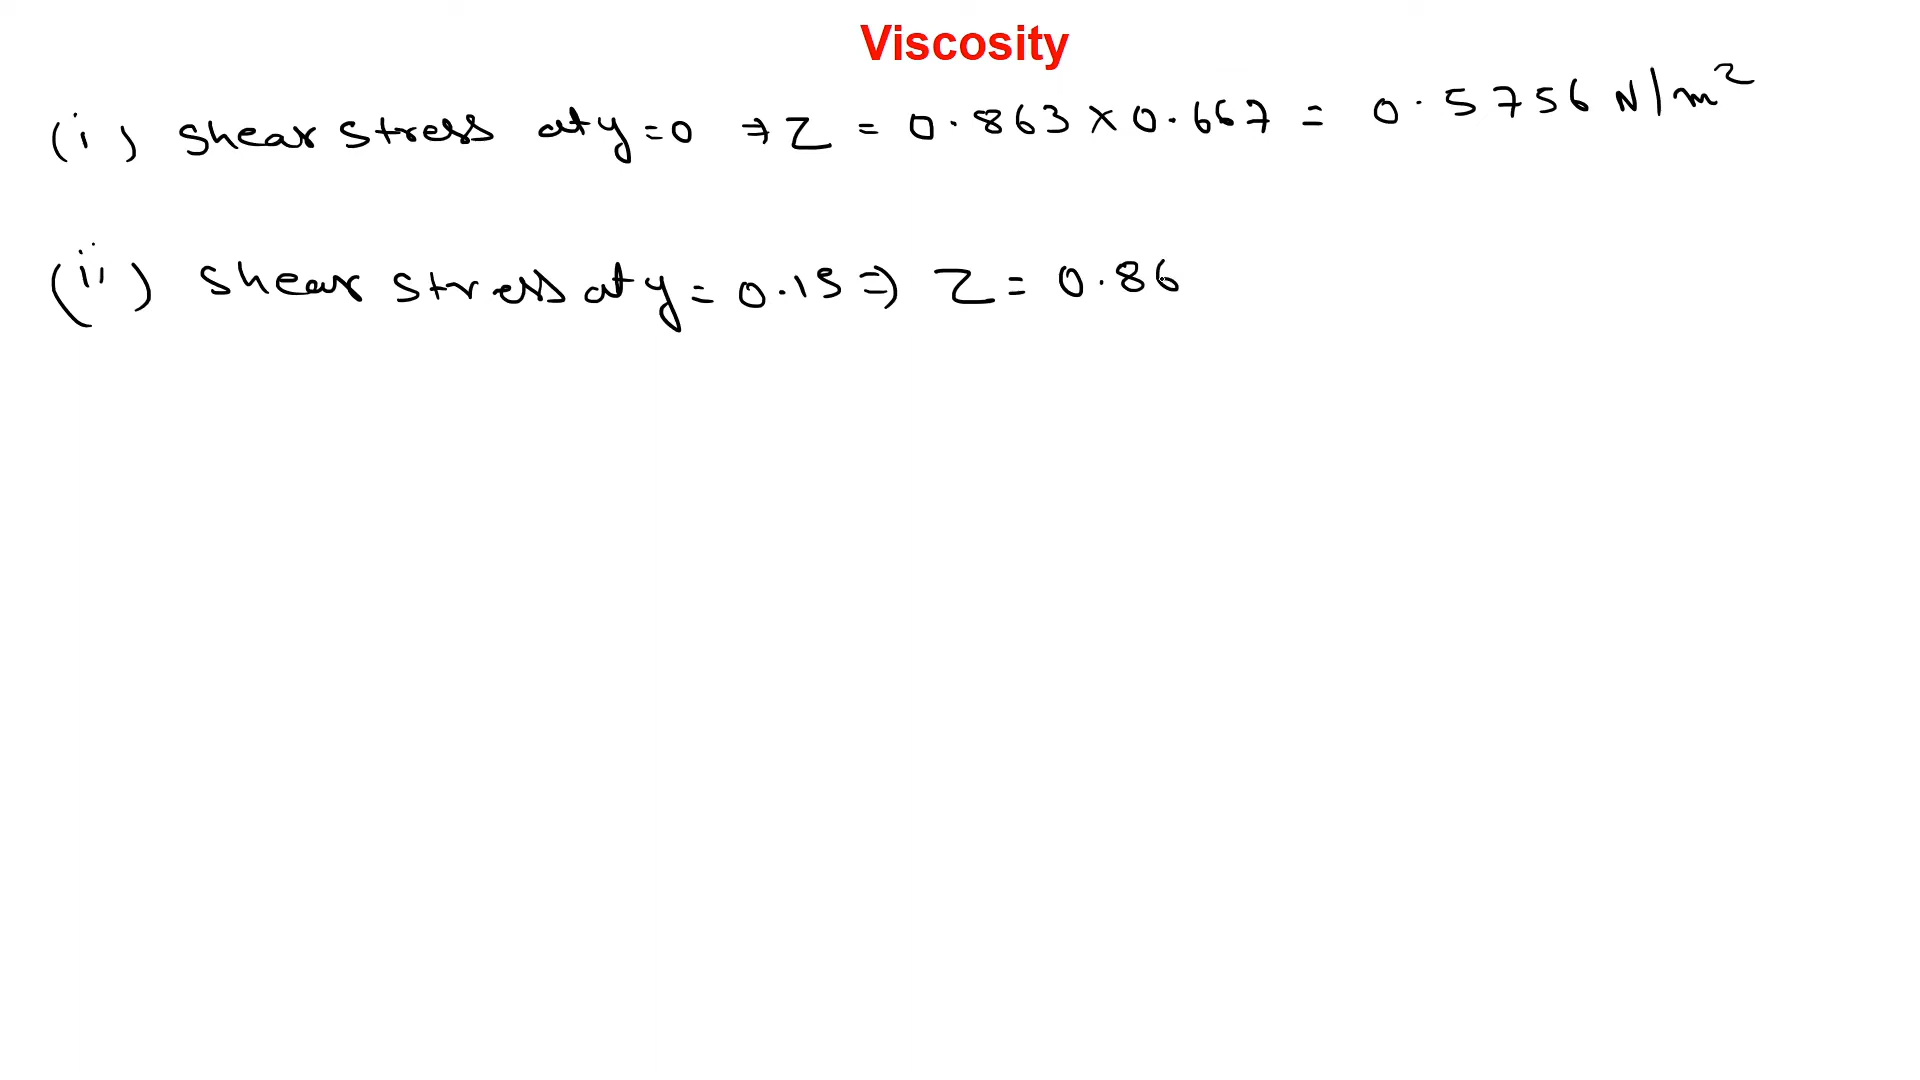 Viscosity
(i) shear stress at y=0 ⇒ Z = 0.863 × 0.667 = 0.5756 N/m²
(ii) shear stress at y = 0.15 ⇒ Z = 0.86